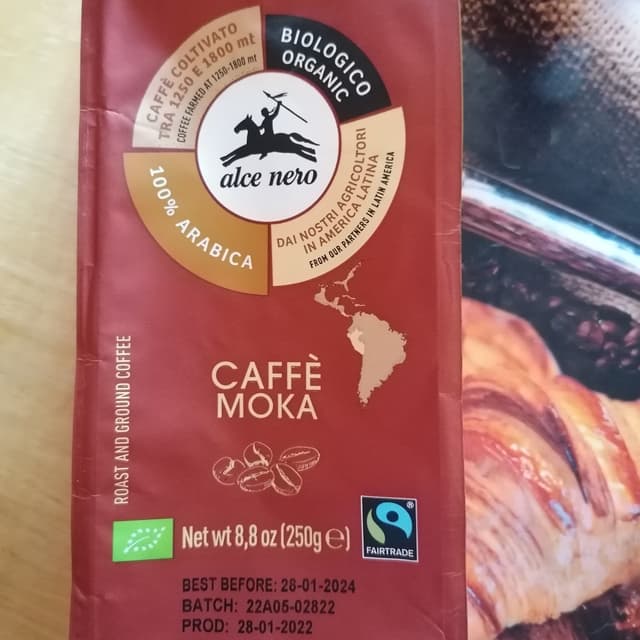 CAFFÈ COLTIVATO
TRA 1250 E 1800 mt
COFFEE FARMED AT 1250-1800 mt
BIOLOGICO
ORGANIC
alce nero
100% ARABICA
DAI NOSTRI AGRICOLTORI
IN AMERICA LATINA
FROM OUR PARTNERS IN LATIN AMERICA
CAFFÈ
MOKA
ROAST AND GROUND COFFEE
Net wt 8,8 oz (250g ℮)
FAIRTRADE
®
BEST BEFORE: 28-01-2024
BATCH: 22A05-02822
PROD: 28-01-2022